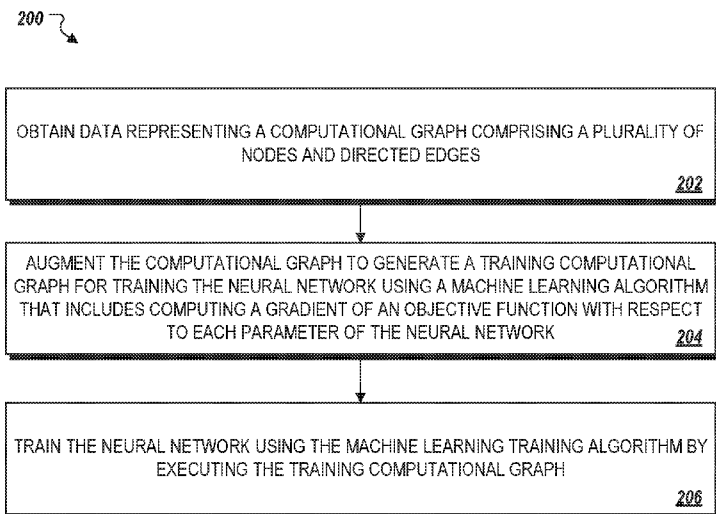 200
OBTAIN DATA REPRESENTING A COMPUTATIONAL GRAPH COMPRISING A PLURALITY OF
NODES AND DIRECTED EDGES
202
AUGMENT THE COMPUTATIONAL GRAPH TO GENERATE A TRAINING COMPUTATIONAL
GRAPH FOR TRAINING THE NEURAL NETWORK USING A MACHINE LEARNING ALGORITHM
THAT INCLUDES COMPUTING A GRADIENT OF AN OBJECTIVE FUNCTION WITH RESPECT
TO EACH PARAMETER OF THE NEURAL NETWORK
204
TRAIN THE NEURAL NETWORK USING THE MACHINE LEARNING TRAINING ALGORITHM BY
EXECUTING THE TRAINING COMPUTATIONAL GRAPH
206